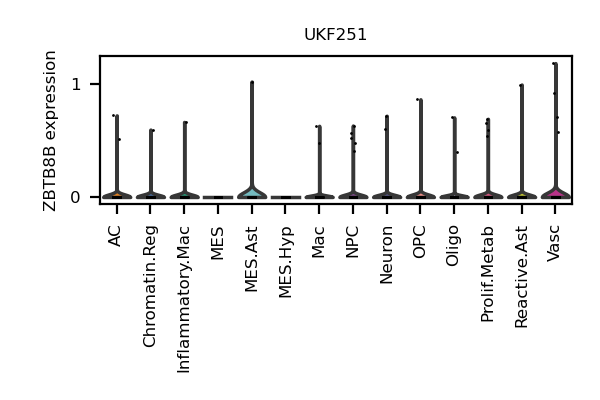 UKF251
ZBTB8B expression
1
0
AC
Chromatin.Reg
Inflammatory.Mac
MES
MES.Ast
MES.Hyp
Mac
NPC
Neuron
OPC
Oligo
Prolif.Metab
Reactive.Ast
Vasc